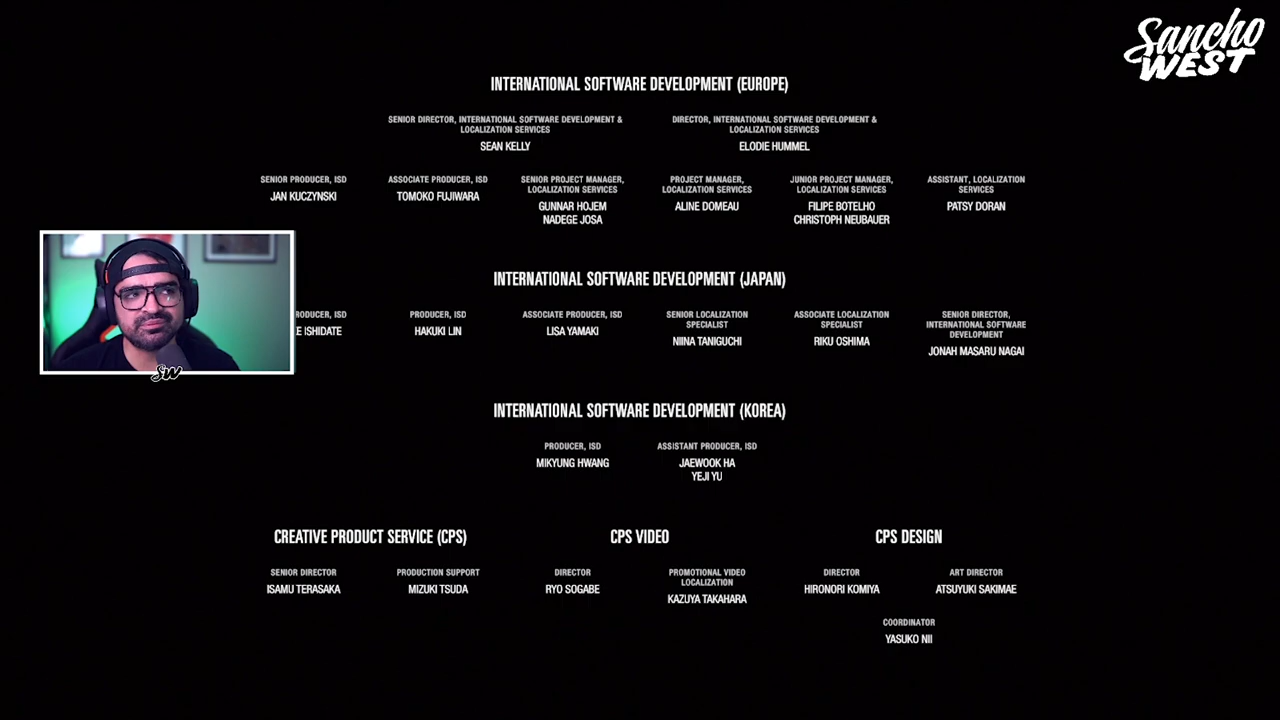 Sancho
WEST
INTERNATIONAL SOFTWARE DEVELOPMENT (EUROPE)
SENIOR DIRECTOR, INTERNATIONAL SOFTWARE DEVELOPMENT &
LOCALIZATION SERVICES
SEAN KELLY
DIRECTOR, INTERNATIONAL SOFTWARE DEVELOPMENT &
LOCALIZATION SERVICES
ELODIE HUMMEL
SENIOR PRODUCER, ISD
JAN KUCZYNSKI
ASSOCIATE PRODUCER, ISD
TOMOKO FUJIWARA
SENIOR PROJECT MANAGER,
LOCALIZATION SERVICES
GUNNAR HOJEM
NADEGE JOSA
PROJECT MANAGER,
LOCALIZATION SERVICES
ALINE DOMEAU
JUNIOR PROJECT MANAGER,
LOCALIZATION SERVICES
FILIPE BOTELHO
CHRISTOPH NEUBAUER
ASSISTANT, LOCALIZATION
SERVICES
PATSY DORAN
INTERNATIONAL SOFTWARE DEVELOPMENT (JAPAN)
ISD
ISHIDATE
PRODUCER, ISD
HAKUKI LIN
ASSOCIATE PRODUCER, ISD
LISA YAMAKI
SENIOR LOCALIZATION
SPECIALIST
NIINA TANIGUCHI
ASSOCIATE LOCALIZATION
SPECIALIST
RIKU OSHIMA
SENIOR DIRECTOR,
INTERNATIONAL SOFTWARE
DEVELOPMENT
JONAH MASARU NAGAI
SW
INTERNATIONAL SOFTWARE DEVELOPMENT (KOREA)
PRODUCER, ISD
MIKYUNG HWANG
ASSISTANT PRODUCER, ISD
JAEWOOK HA
YEJI YU
CREATIVE PRODUCT SERVICE (CPS)
SENIOR DIRECTOR
ISAMU TERASAKA
PRODUCTION SUPPORT
MIZUKI TSUDA
CPS VIDEO
DIRECTOR
RYO SOGABE
PROMOTIONAL VIDEO
LOCALIZATION
KAZUYA TAKAHARA
CPS DESIGN
DIRECTOR
HIRONORI KOMIYA
ART DIRECTOR
ATSUYUKI SAKIMAE
COORDINATOR
YASUKO NII